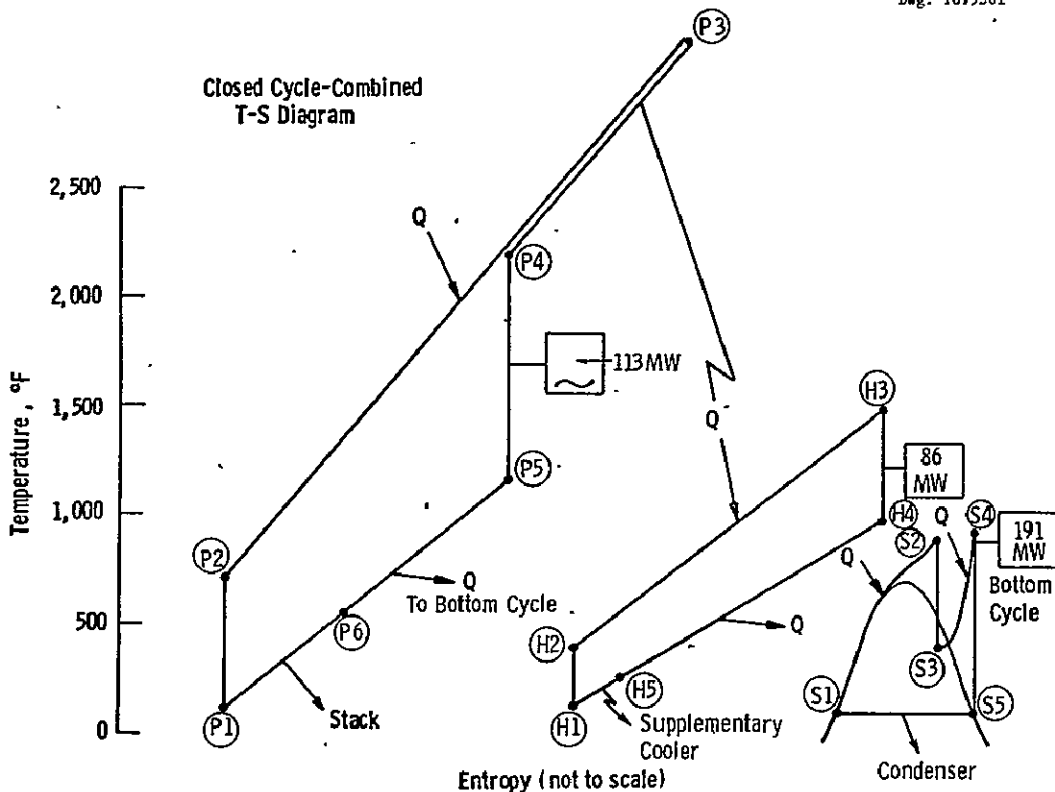 P3
Closed Cycle-Combined
T-S Diagram
2,500
Q
P4
2,000
113 MW
1,500
Temperature, °F
H3
Q
86
MW
P5
1,000
H4
Q
S4
S2
191
MW
P2
Q
Bottom
Cycle
Q
To Bottom Cycle
500
P6
H2
S3
H5
Q
S1
S5
0
P1
Stack
H1
Supplementary
Cooler
Condenser
Entropy (not to scale)